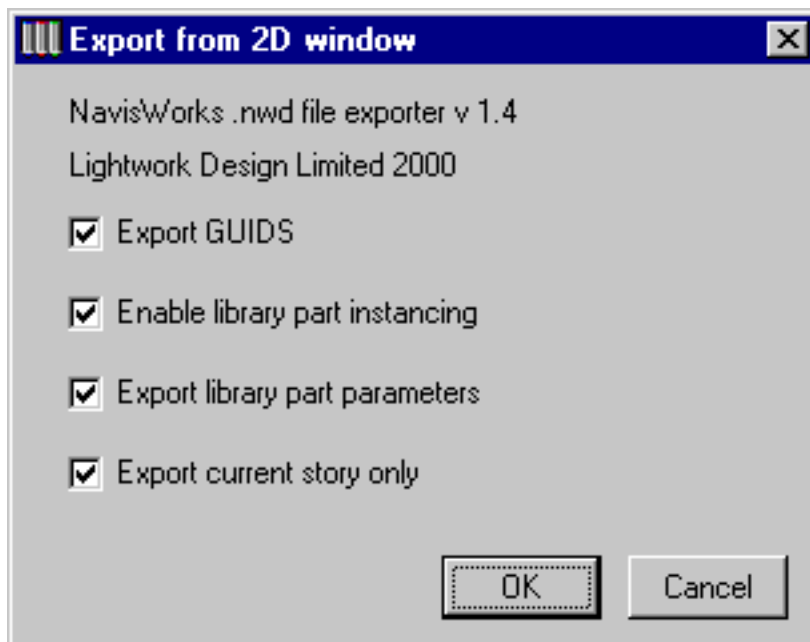 Export from 2D window
NavisWorks .nwd file exporter v 1.4
Lightwork Design Limited 2000
Export GUIDS
Enable library part instancing
Export library part parameters
Export current story only
OK Cancel